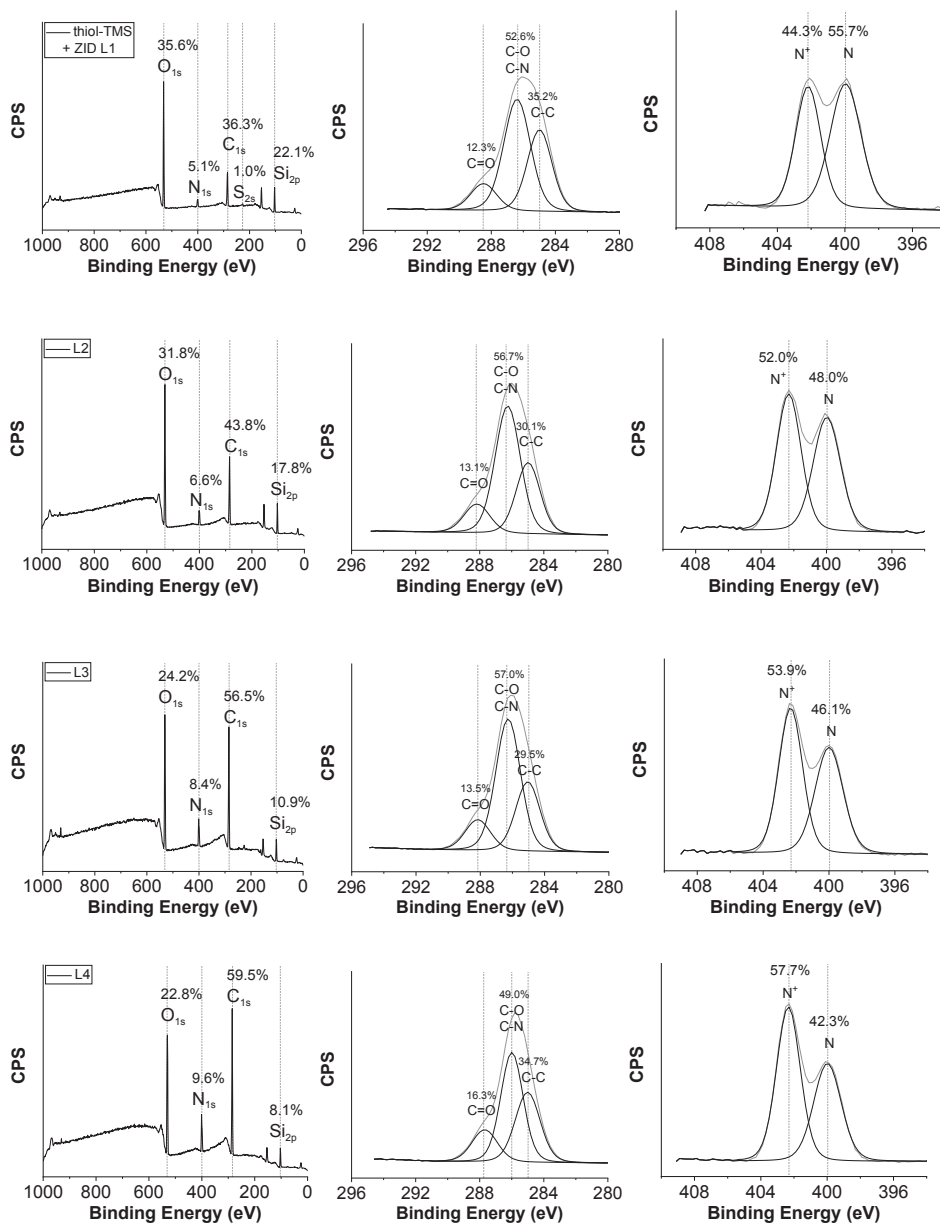 thiol-TMS
+ ZID L1
35.6%
O1s
5.1%
N1s
36.3%
C1s
1.0%
S2s
22.1%
Si2p
CPS
1000 800 600 400 200 0
Binding Energy (eV)
52.6%
C-O
C-N
35.2%
C-C
12.3%
C=O
CPS
296 292 288 284 280
Binding Energy (eV)
44.3% 55.7%
N+ N
CPS
408 404 400 396
Binding Energy (eV)
L2
31.8%
O1s
6.6%
N1s
43.8%
C1s
17.8%
Si2p
CPS
1000 800 600 400 200 0
Binding Energy (eV)
56.7%
C-O
C-N
30.1%
C-C
13.1%
C=O
CPS
296 292 288 284 280
Binding Energy (eV)
52.0%
N+
48.0%
N
CPS
408 404 400 396
Binding Energy (eV)
L3
24.2%
O1s
8.4%
N1s
56.5%
C1s
10.9%
Si2p
CPS
1000 800 600 400 200 0
Binding Energy (eV)
57.0%
C-O
C-N
29.5%
C-C
13.5%
C=O
CPS
296 292 288 284 280
Binding Energy (eV)
53.9%
N+
46.1%
N
CPS
408 404 400 396
Binding Energy (eV)
L4
22.8%
O1s
9.6%
N1s
59.5%
C1s
8.1%
Si2p
CPS
1000 800 600 400 200 0
Binding Energy (eV)
49.0%
C-O
C-N
34.7%
C-C
16.3%
C=O
CPS
296 292 288 284 280
Binding Energy (eV)
57.7%
N+
42.3%
N
CPS
408 404 400 396
Binding Energy (eV)